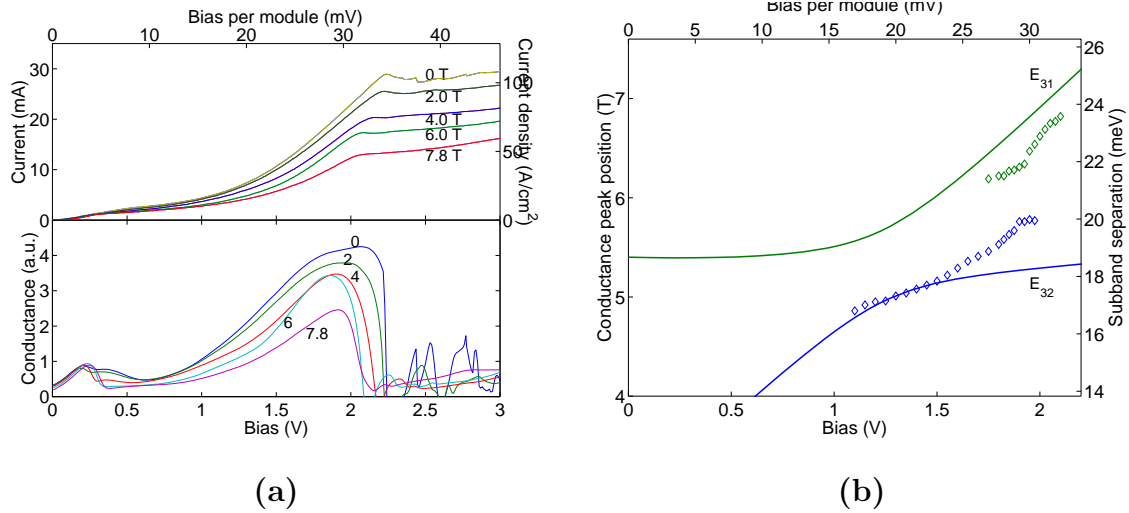 Bias per module (mV)
0 10 20 30 40
Current (mA)
30
20
10
0
0 T
2.0 T
4.0 T
6.0 T
7.8 T
100
50
0
Current density (A/cm2)
Conductance (a.u.)
4
3
2
1
0
0
2
4
6
7.8
0 0.5 1 1.5 2 2.5 3
Bias (V)
(a)
Bias per module (mV)
0 5 10 15 20 25 30
Conductance peak position (T)
7
6
5
4
E31
E32
26
24
22
20
18
16
14
Subband separation (meV)
0 0.5 1 1.5 2
Bias (V)
(b)